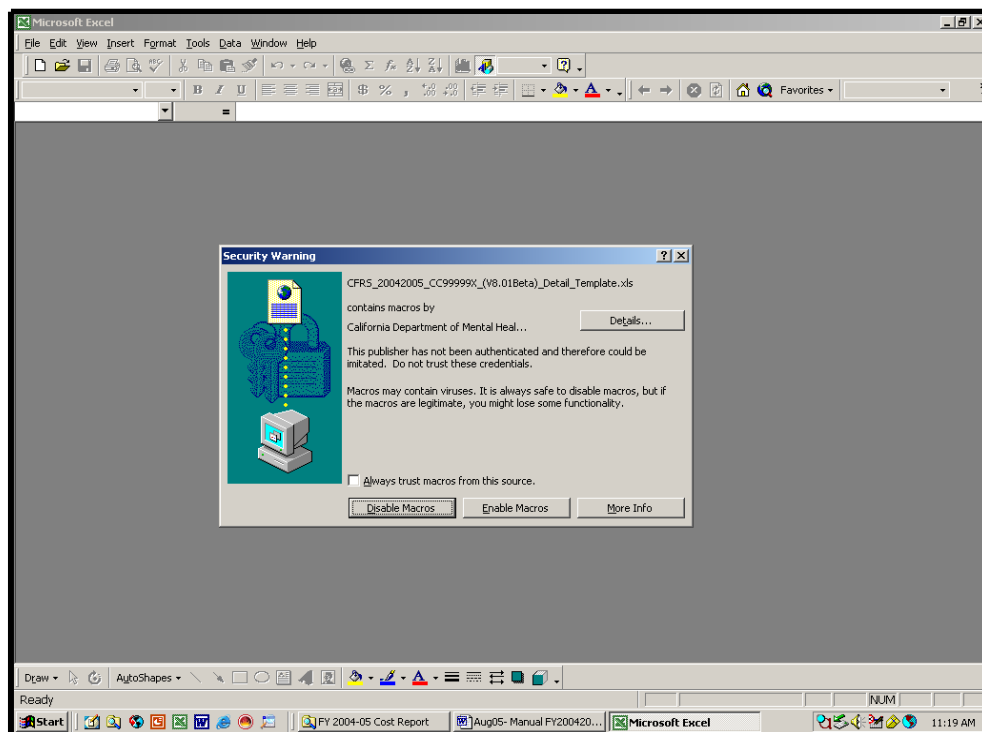 Microsoft Excel
File Edit View Insert Format Tools Data Window Help
B I U $ % , Favorites
=
Security Warning
CFRS_20042005_CC99999X_(V8.01Beta)_Detail_Template.xls
contains macros by
California Department of Mental Heal...
Details...
This publisher has not been authenticated and therefore could be
imitated. Do not trust these credentials.
Macros may contain viruses. It is always safe to disable macros, but if
the macros are legitimate, you might lose some functionality.
Always trust macros from this source.
Disable Macros Enable Macros More Info
Draw AutoShapes
Ready NUM
Start FY 2004-05 Cost Report Aug05- Manual FY200420... Microsoft Excel 11:19 AM